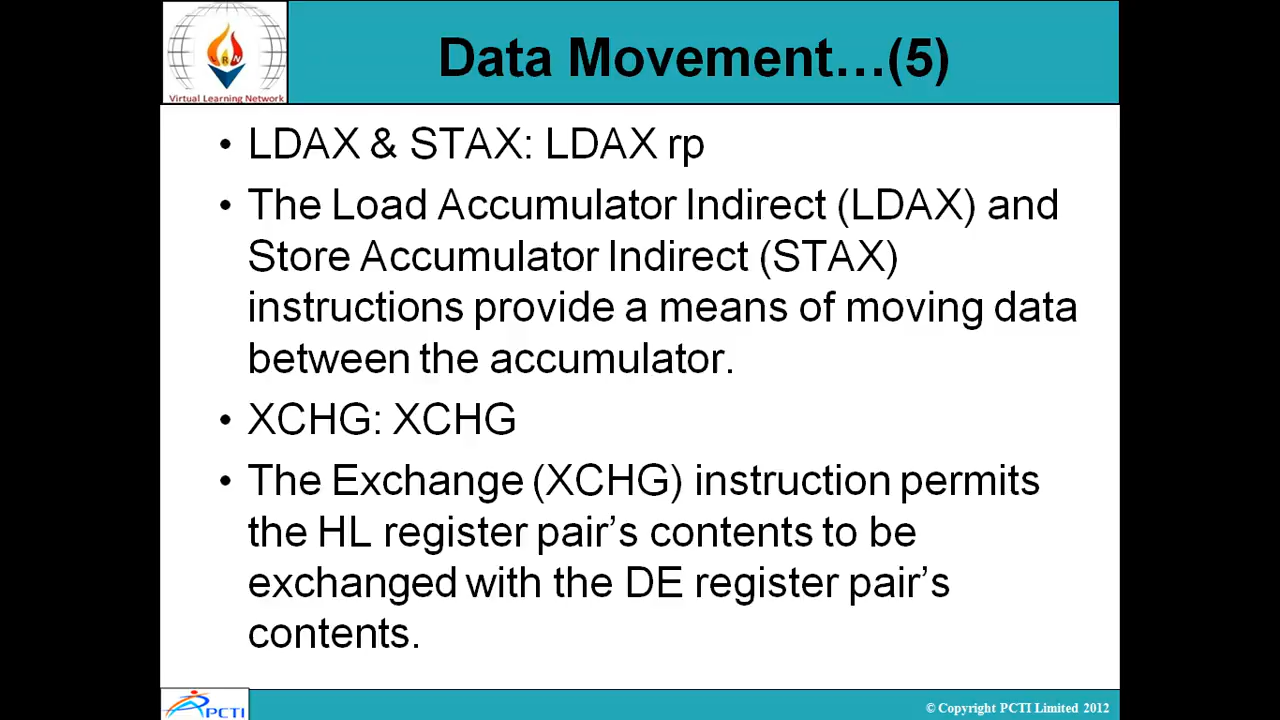 Data Movement…(5)
LRN
Virtual Learning Network
• LDAX & STAX: LDAX rp
• The Load Accumulator Indirect (LDAX) and
Store Accumulator Indirect (STAX)
instructions provide a means of moving data
between the accumulator.
• XCHG: XCHG
• The Exchange (XCHG) instruction permits
the HL register pair’s contents to be
exchanged with the DE register pair’s
contents.
PCTI
© Copyright PCTI Limited 2012